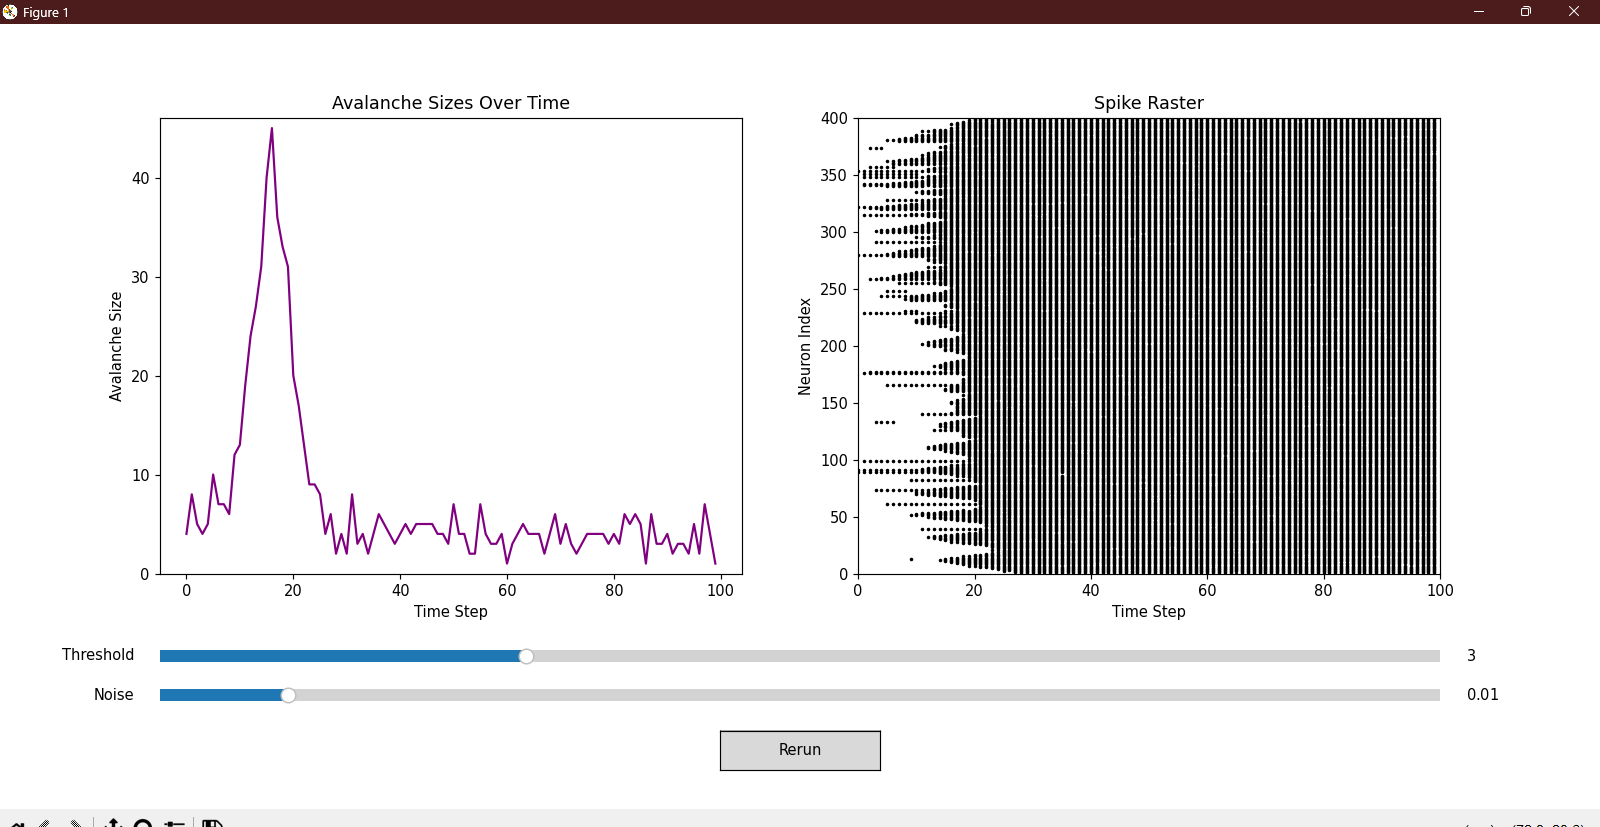 Figure 1
Avalanche Sizes Over Time
Avalanche Size
40
30
20
10
0
0 20 40 60 80 100
Time Step
Spike Raster
Neuron Index
400
350
300
250
200
150
100
50
0
0 20 40 60 80 100
Time Step
Threshold 3
Noise 0.01
Rerun